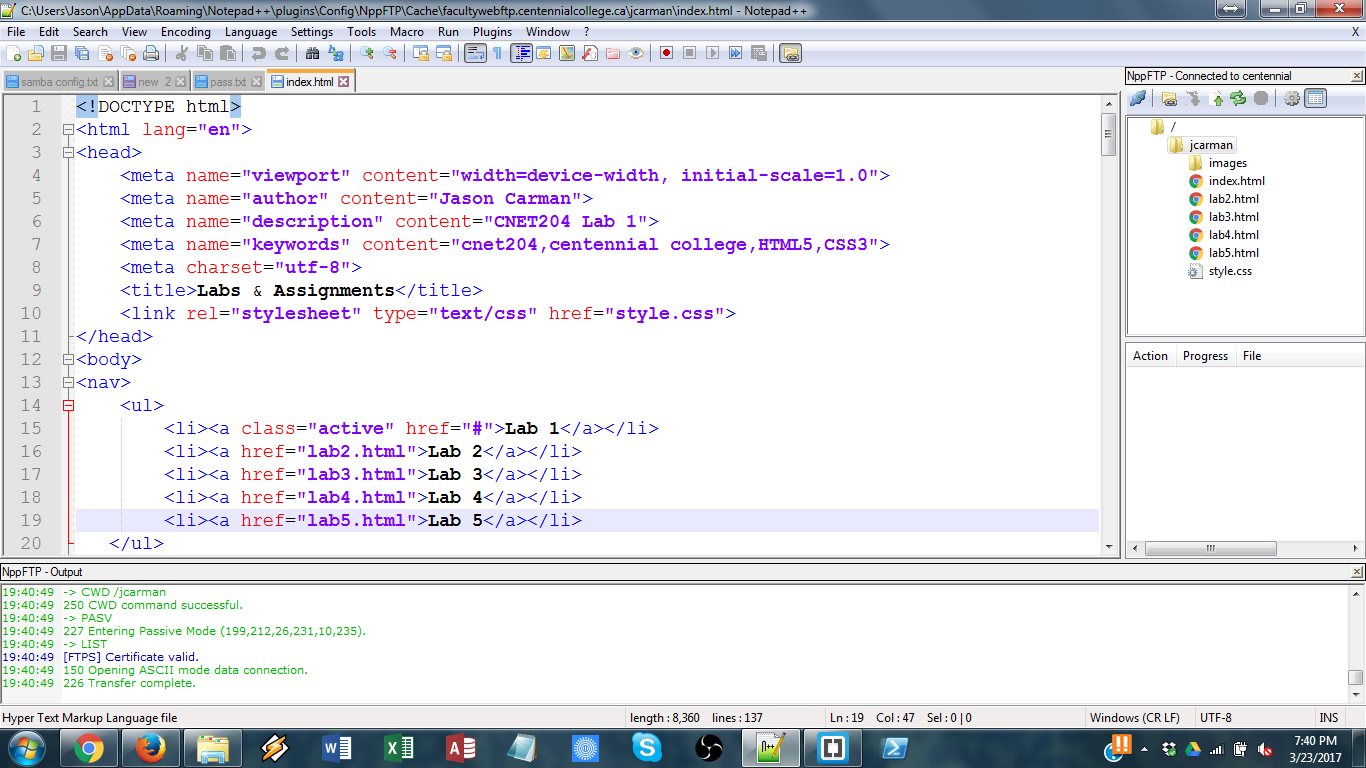 C:\Users\Jason\AppData\Roaming\Notepad++\plugins\Config\NppFTP\Cache\facultywebftp.centennialcollege.ca\jcarman\index.html - Notepad++
File Edit Search View Encoding Language Settings Tools Macro Run Plugins Window ? X
samba config.txt new 2 pass.txt index.html
NppFTP - Connected to centennial
1 <!DOCTYPE html>
2 <html lang="en">
3 <head>
4 <meta name="viewport" content="width=device-width, initial-scale=1.0">
5 <meta name="author" content="Jason Carman">
6 <meta name="description" content="CNET204 Lab 1">
7 <meta name="keywords" content="cnet204,centennial college,HTML5,CSS3">
8 <meta charset="utf-8">
9 <title>Labs & Assignments</title>
10 <link rel="stylesheet" type="text/css" href="style.css">
11 </head>
12 <body>
13 <nav>
14 <ul>
15 <li><a class="active" href="#">Lab 1</a></li>
16 <li><a href="lab2.html">Lab 2</a></li>
17 <li><a href="lab3.html">Lab 3</a></li>
18 <li><a href="lab4.html">Lab 4</a></li>
19 <li><a href="lab5.html">Lab 5</a></li>
20 </ul>
/
jcarman
images
index.html
lab2.html
lab3.html
lab4.html
lab5.html
style.css
Action Progress File
NppFTP - Output
19:40:49 -> CWD /jcarman
19:40:49 250 CWD command successful.
19:40:49 -> PASV
19:40:49 227 Entering Passive Mode (199,212,26,231,10,235).
19:40:49 -> LIST
19:40:49 [FTPS] Certificate valid.
19:40:49 150 Opening ASCII mode data connection.
19:40:49 226 Transfer complete.
Hyper Text Markup Language file length : 8,360 lines : 137 Ln : 19 Col : 47 Sel : 0 | 0 Windows (CR LF) UTF-8 INS
7:40 PM
3/23/2017